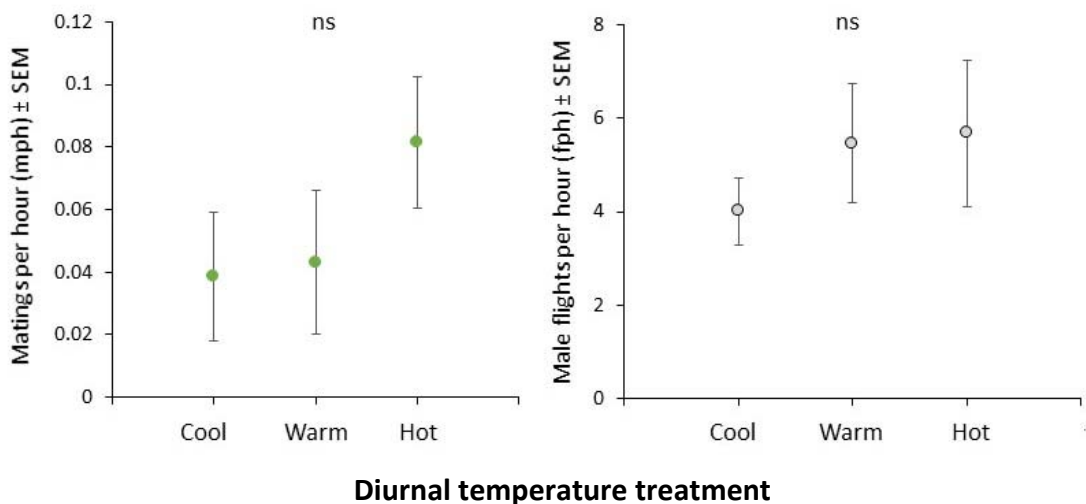 Matings per hour (mph) ± SEM
0.12
0.1
0.08
0.06
0.04
0.02
0
ns
Cool Warm Hot
Male flights per hour (fph) ± SEM
8
6
4
2
0
ns
Cool Warm Hot
Diurnal temperature treatment